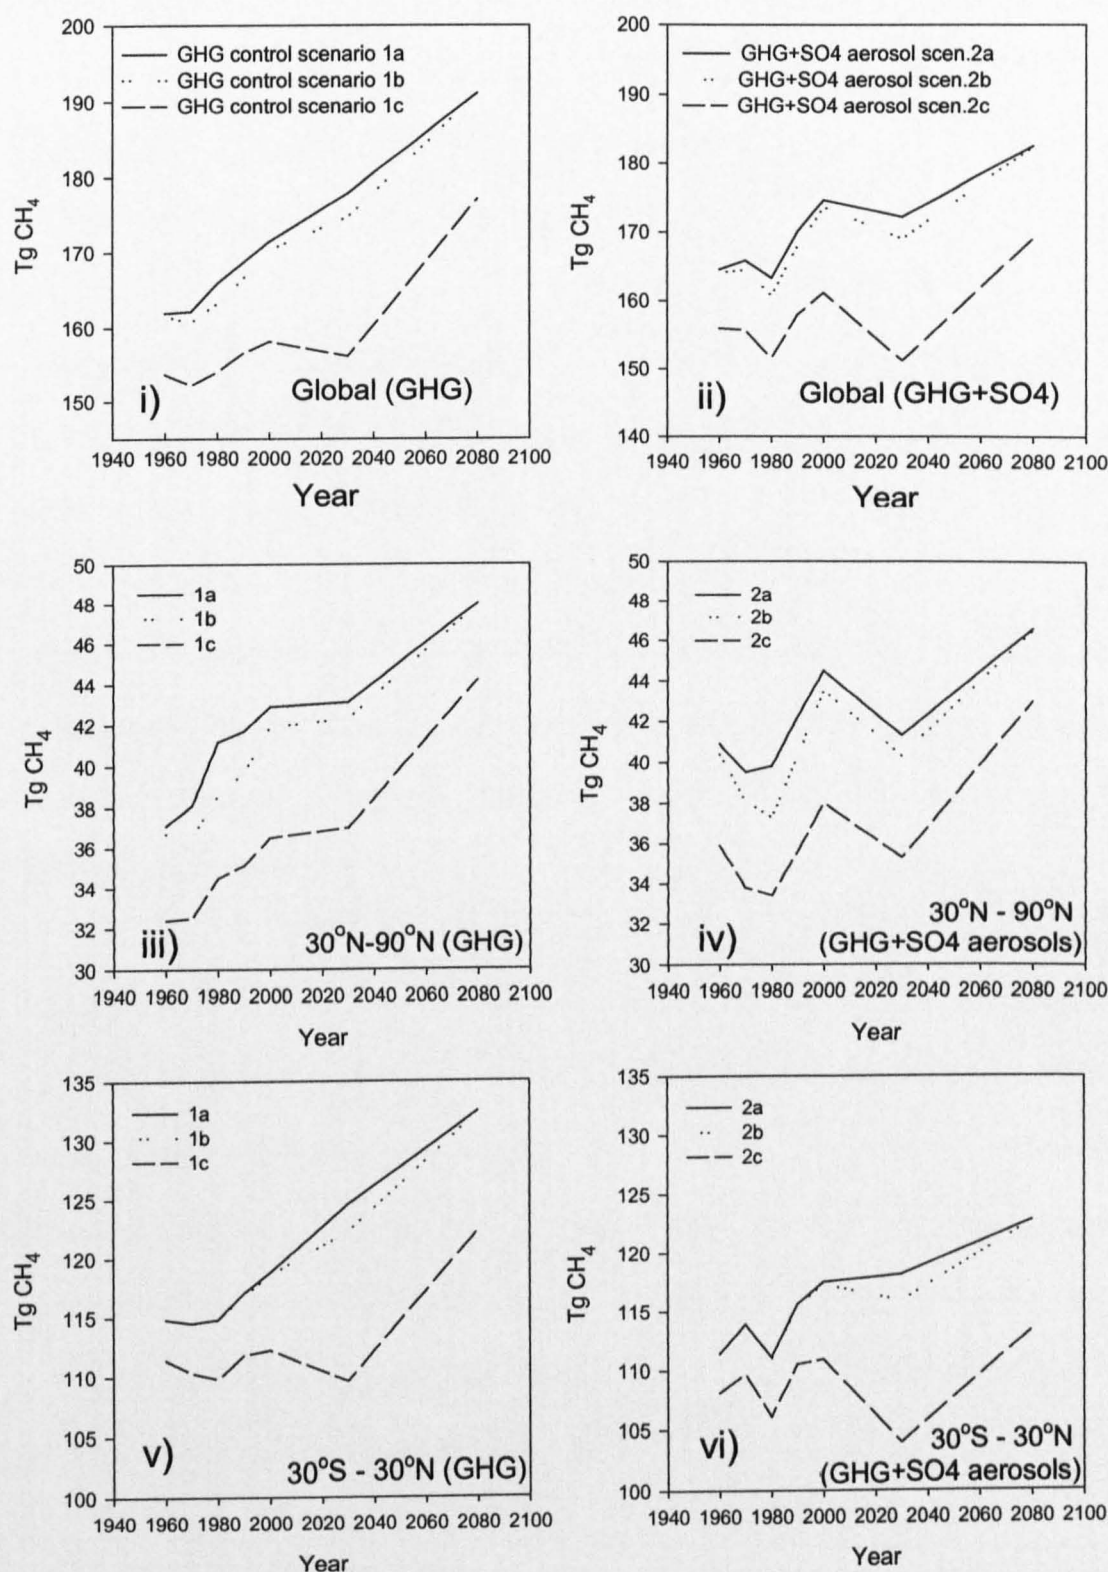 200
190
180
170
160
150
Tg CH4
GHG control scenario 1a
GHG control scenario 1b
GHG control scenario 1c
i)
Global (GHG)
1940 1960 1980 2000 2020 2040 2060 2080 2100
Year
200
190
180
170
160
150
140
Tg CH4
GHG+SO4 aerosol scen.2a
GHG+SO4 aerosol scen.2b
GHG+SO4 aerosol scen.2c
ii)
Global (GHG+SO4)
1940 1960 1980 2000 2020 2040 2060 2080 2100
Year
50
48
46
44
42
40
38
36
34
32
30
Tg CH4
1a
1b
1c
iii)
30°N-90°N (GHG)
1940 1960 1980 2000 2020 2040 2060 2080 2100
Year
50
48
46
44
42
40
38
36
34
32
30
Tg CH4
2a
2b
2c
iv)
30°N - 90°N
(GHG+SO4 aerosols)
1940 1960 1980 2000 2020 2040 2060 2080 2100
Year
135
130
125
120
115
110
105
100
Tg CH4
1a
1b
1c
v)
30°S - 30°N (GHG)
1940 1960 1980 2000 2020 2040 2060 2080 2100
Year
135
130
125
120
115
110
105
100
Tg CH4
2a
2b
2c
vi)
30°S - 30°N
(GHG+SO4 aerosols)
1940 1960 1980 2000 2020 2040 2060 2080 2100
Year